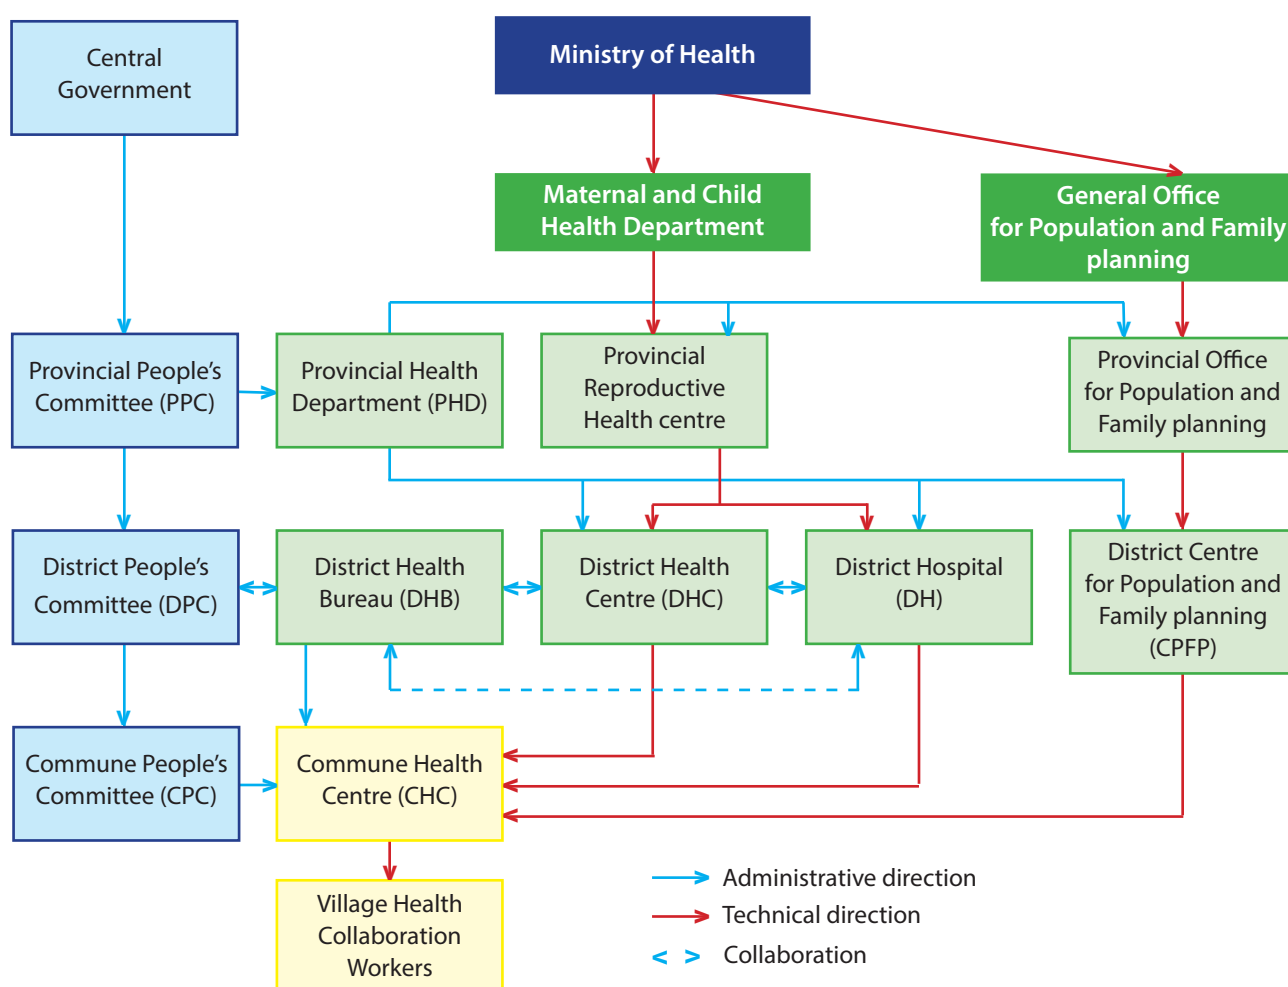 Central
Government
Ministry of Health
Maternal and Child
Health Department
General Office
for Population and Family
planning
Provincial People's
Committee (PPC)
Provincial Health
Department (PHD)
Provincial
Reproductive
Health centre
Provincial Office
for Population and
Family planning
District People's
Committee (DPC)
District Health
Bureau (DHB)
District Health
Centre (DHC)
District Hospital
(DH)
District Centre
for Population and
Family planning
(CPFP)
Commune People's
Committee (CPC)
Commune Health
Centre (CHC)
Village Health
Collaboration
Workers
Administrative direction
Technical direction
Collaboration